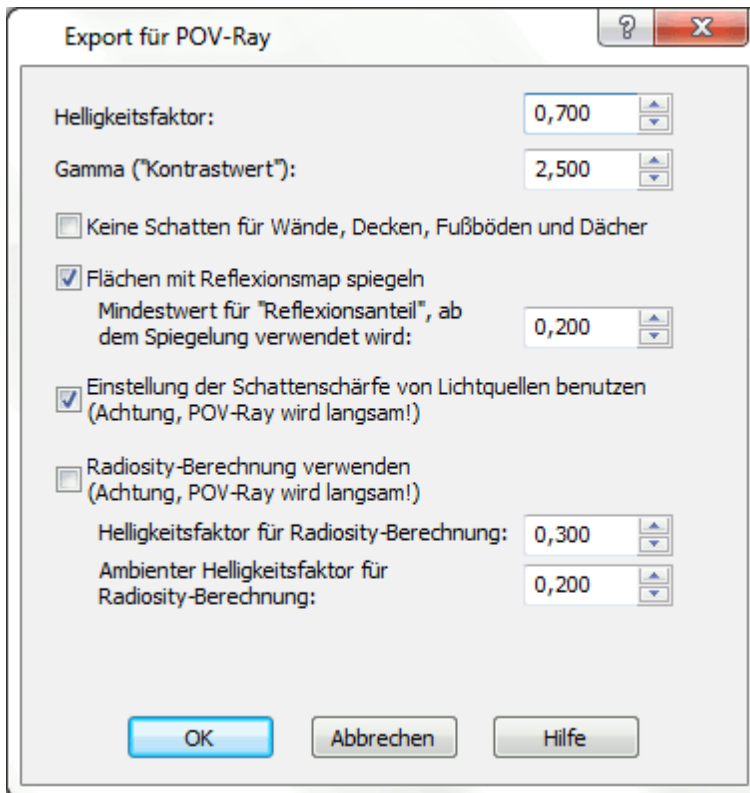 Export für POV-Ray
Helligkeitsfaktor: 0,700
Gamma ("Kontrastwert"): 2,500
Keine Schatten für Wände, Decken, Fußböden und Dächer
Flächen mit Reflexionsmap spiegeln
Mindestwert für "Reflexionsanteil", ab
dem Spiegelung verwendet wird: 0,200
Einstellung der Schattenschärfe von Lichtquellen benutzen
(Achtung, POV-Ray wird langsam!)
Radiosity-Berechnung verwenden
(Achtung, POV-Ray wird langsam!)
Helligkeitsfaktor für Radiosity-Berechnung: 0,300
Ambienter Helligkeitsfaktor für
Radiosity-Berechnung: 0,200
OK Abbrechen Hilfe